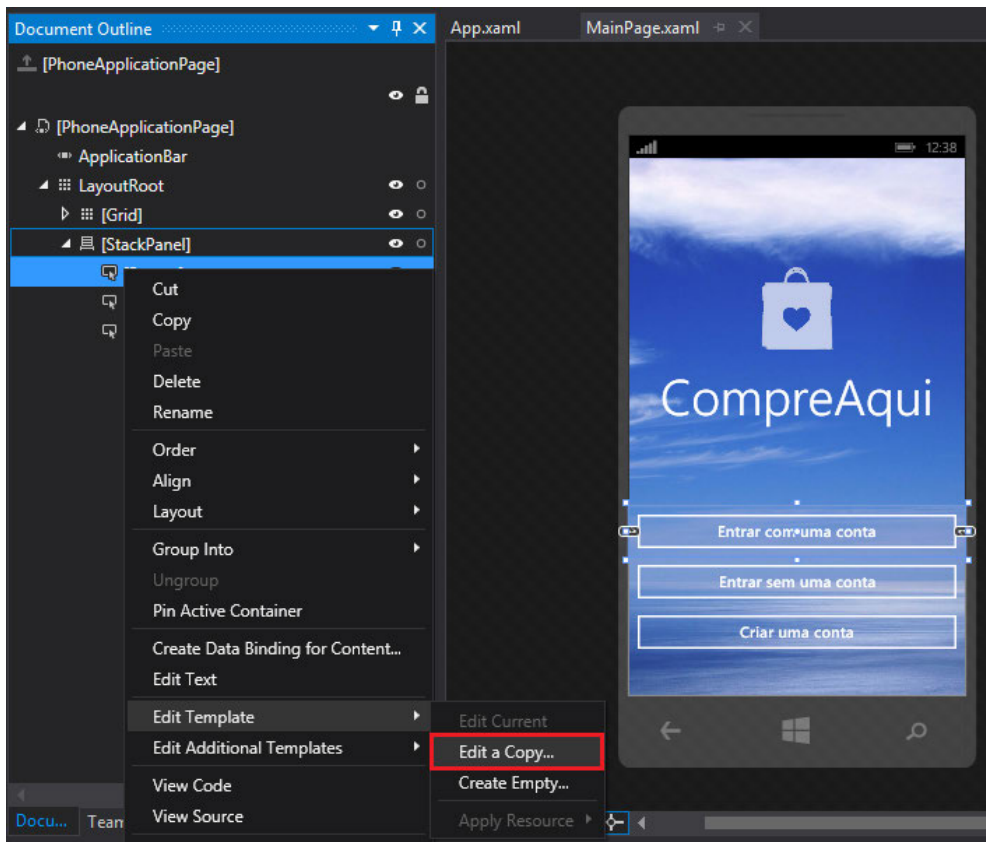 Document Outline
App.xaml
MainPage.xaml
[PhoneApplicationPage]
[PhoneApplicationPage]
ApplicationBar
LayoutRoot
[Grid]
[StackPanel]
Cut
Copy
Paste
Delete
Rename
Order
Align
Layout
Group Into
Ungroup
Pin Active Container
Create Data Binding for Content...
Edit Text
Edit Template
Edit Additional Templates
View Code
View Source
Edit Current
Edit a Copy...
Create Empty...
Apply Resource
Docu...
Team
12:38
CompreAqui
Entrar com uma conta
Entrar sem uma conta
Criar uma conta